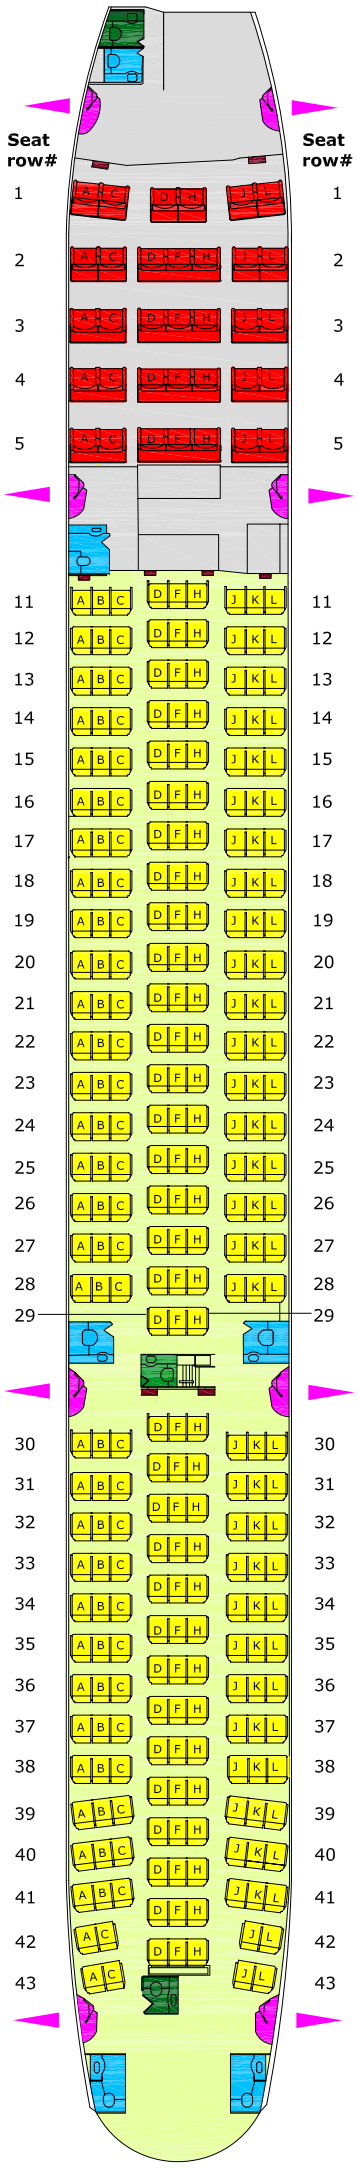 Seat Seat
row# row#
1 A C D H J L 1
2 A C D F H J L 2
3 A C D F H J L 3
4 A C D F H J L 4
5 A C D F H J L 5
11 A B C D F H J K L 11
12 A B C D F H J K L 12
13 A B C D F H J K L 13
14 A B C D F H J K L 14
15 A B C D F H J K L 15
16 A B C D F H J K L 16
17 A B C D F H J K L 17
18 A B C D F H J K L 18
19 A B C D F H J K L 19
20 A B C D F H J K L 20
21 A B C D F H J K L 21
22 A B C D F H J K L 22
23 A B C D F H J K L 23
24 A B C D F H J K L 24
25 A B C D F H J K L 25
26 A B C D F H J K L 26
27 A B C D F H J K L 27
28 A B C D F H J K L 28
29 D F H 29
30 A B C D F H J K L 30
31 A B C D F H J K L 31
32 A B C D F H J K L 32
33 A B C D F H J K L 33
34 A B C D F H J K L 34
35 A B C D F H J K L 35
36 A B C D F H J K L 36
37 A B C D F H J K L 37
38 A B C D F H J K L 38
39 A B C D F H J K L 39
40 A B C D F H J K L 40
41 A B C D F H J K L 41
42 A C D F H J L 42
43 A C D F H J L 43